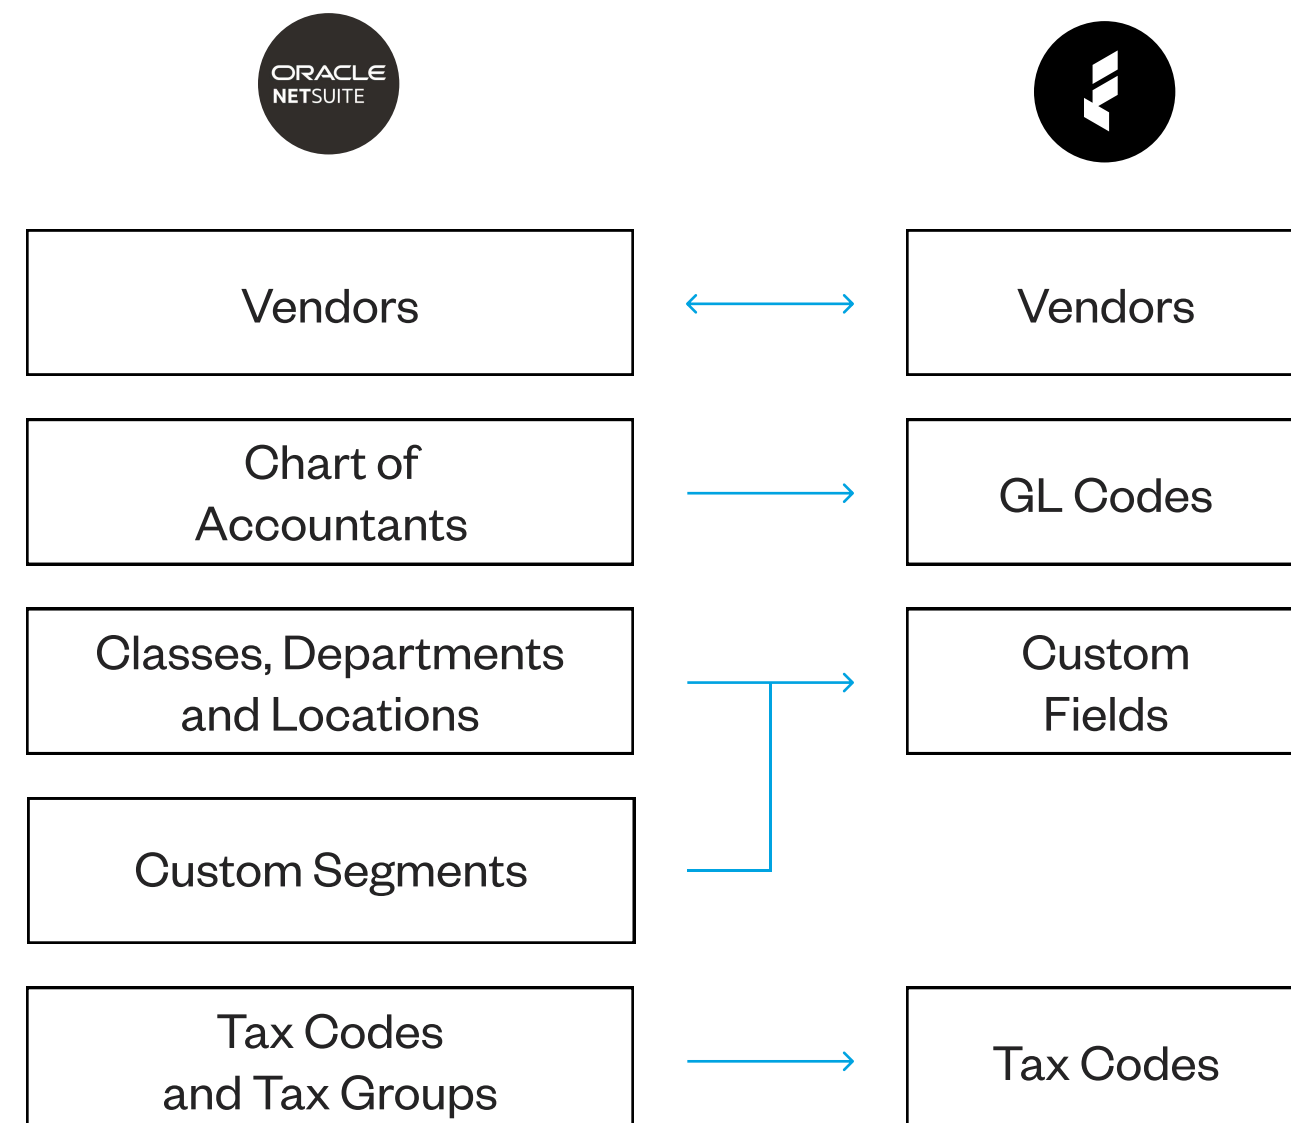 ORACLE
NETSUITE
Vendors
Vendors
Chart of
Accountants
GL Codes
Classes, Departments
and Locations
Custom
Fields
Custom Segments
Tax Codes
and Tax Groups
Tax Codes